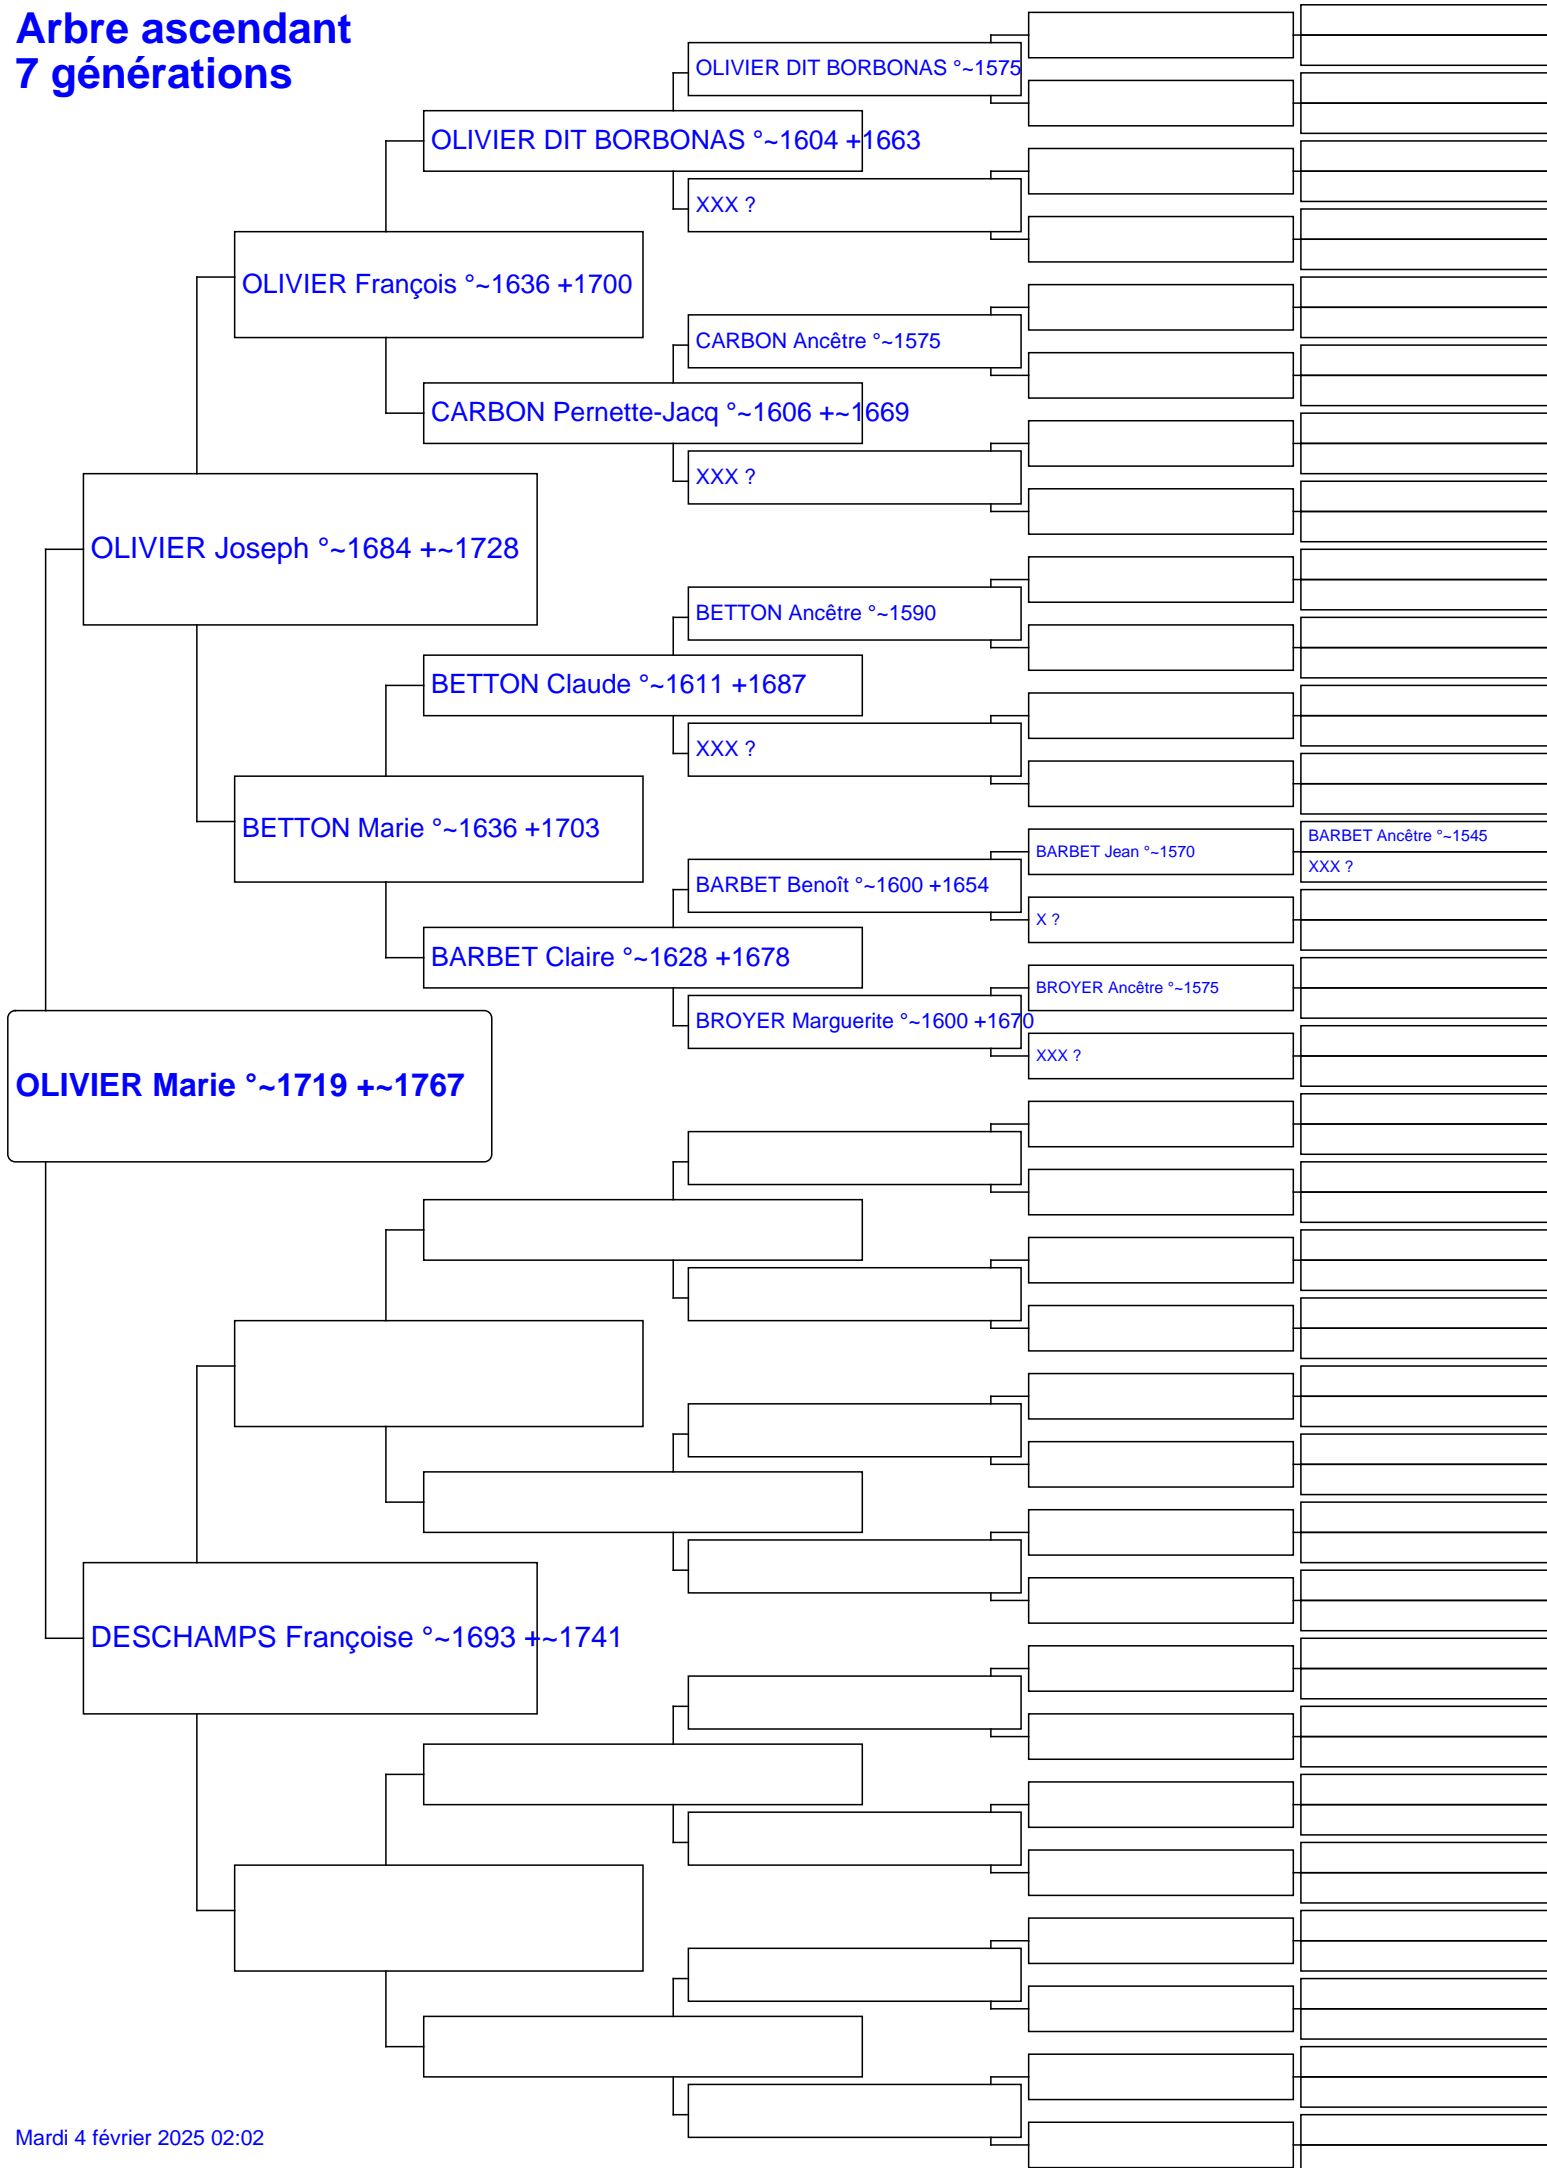 Arbre ascendant
7 générations
OLIVIER DIT BORBONAS °~1575
OLIVIER DIT BORBONAS °~1604 +1663
XXX ?
OLIVIER François °~1636 +1700
CARBON Ancêtre °~1575
CARBON Pernette-Jacq °~1606 +~1669
XXX ?
OLIVIER Joseph °~1684 +~1728
BETTON Ancêtre °~1590
BETTON Claude °~1611 +1687
XXX ?
BETTON Marie °~1636 +1703
BARBET Jean °~1570
BARBET Ancêtre °~1545
XXX ?
BARBET Benoît °~1600 +1654
X ?
BARBET Claire °~1628 +1678
BROYER Ancêtre °~1575
BROYER Marguerite °~1600 +1670
XXX ?
OLIVIER Marie °~1719 +~1767
DESCHAMPS Françoise °~1693 +~1741
Mardi 4 février 2025 02:02